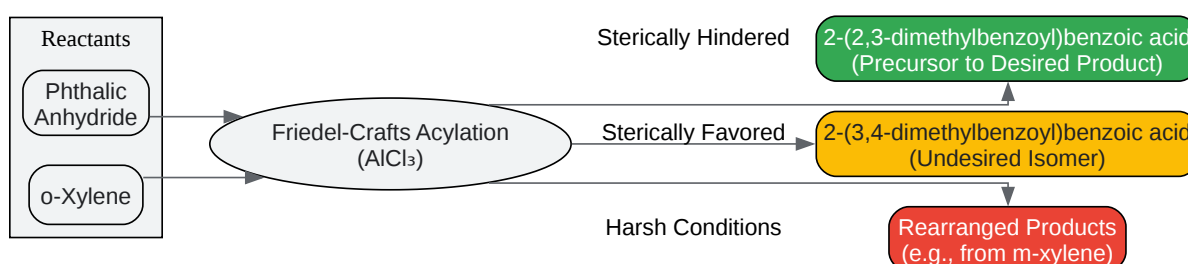 Reactants
Phthalic
Anhydride
o-Xylene
Friedel-Crafts Acylation
(AlCl₃)
Sterically Hindered
2-(2,3-dimethylbenzoyl)benzoic acid
(Precursor to Desired Product)
Sterically Favored
2-(3,4-dimethylbenzoyl)benzoic acid
(Undesired Isomer)
Harsh Conditions
Rearranged Products
(e.g., from m-xylene)